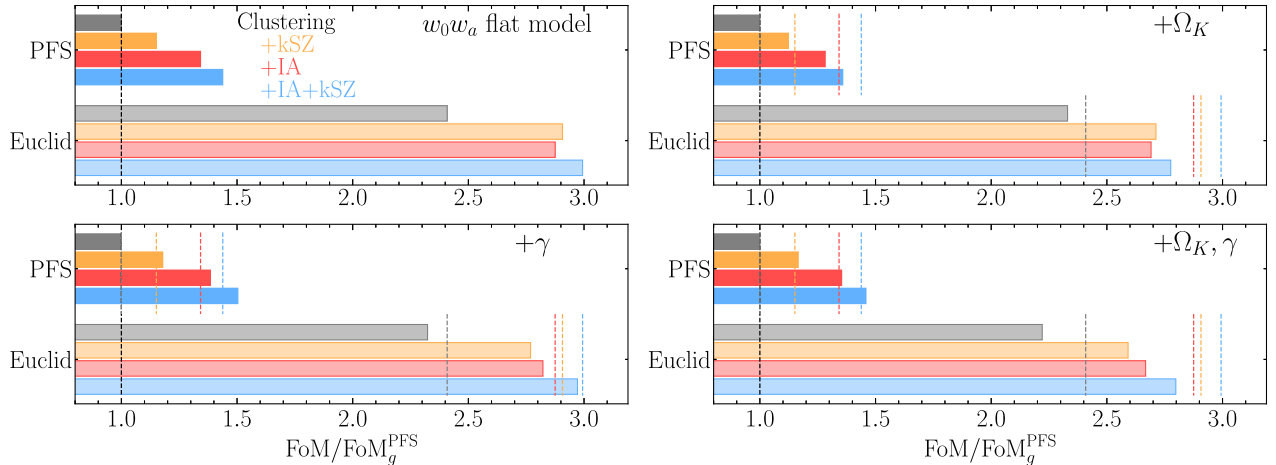 Clustering
+kSZ
+IA
+IA+kSZ
w₀wₐ flat model
PFS
Euclid
1.0 1.5 2.0 2.5 3.0
+Ω_K
PFS
Euclid
1.0 1.5 2.0 2.5 3.0
+γ
PFS
Euclid
1.0 1.5 2.0 2.5 3.0
FoM/FoM_g^PFS
+Ω_K, γ
PFS
Euclid
1.0 1.5 2.0 2.5 3.0
FoM/FoM_g^PFS